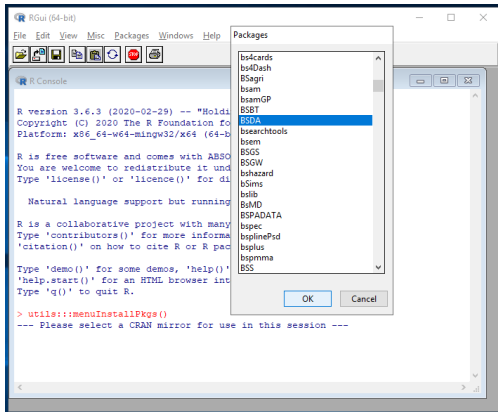 RGui (64-bit)
File Edit View Misc Packages Windows Help
R Console
R version 3.6.3 (2020-02-29) -- "Holdi
Copyright (C) 2020 The R Foundation fo
Platform: x86_64-w64-mingw32/x64 (64-b
R is free software and comes with ABSO
You are welcome to redistribute it und
Type 'license()' or 'licence()' for di
Natural language support but running
R is a collaborative project with many
Type 'contributors()' for more informa
'citation()' on how to cite R or R pac
Type 'demo()' for some demos, 'help()'
'help.start()' for an HTML browser int
Type 'q()' to quit R.
> utils:::menuInstallPkgs()
--- Please select a CRAN mirror for use in this session ---
Packages
bs4cards
bs4Dash
BSagri
bsam
bsamGP
BSBT
BSDA
bsearchtools
bsem
BSGS
BSGW
bshazard
bSims
bslib
BsMD
BSPADATA
bspec
bsplinePsd
bsplus
bspmma
BSS
OK Cancel